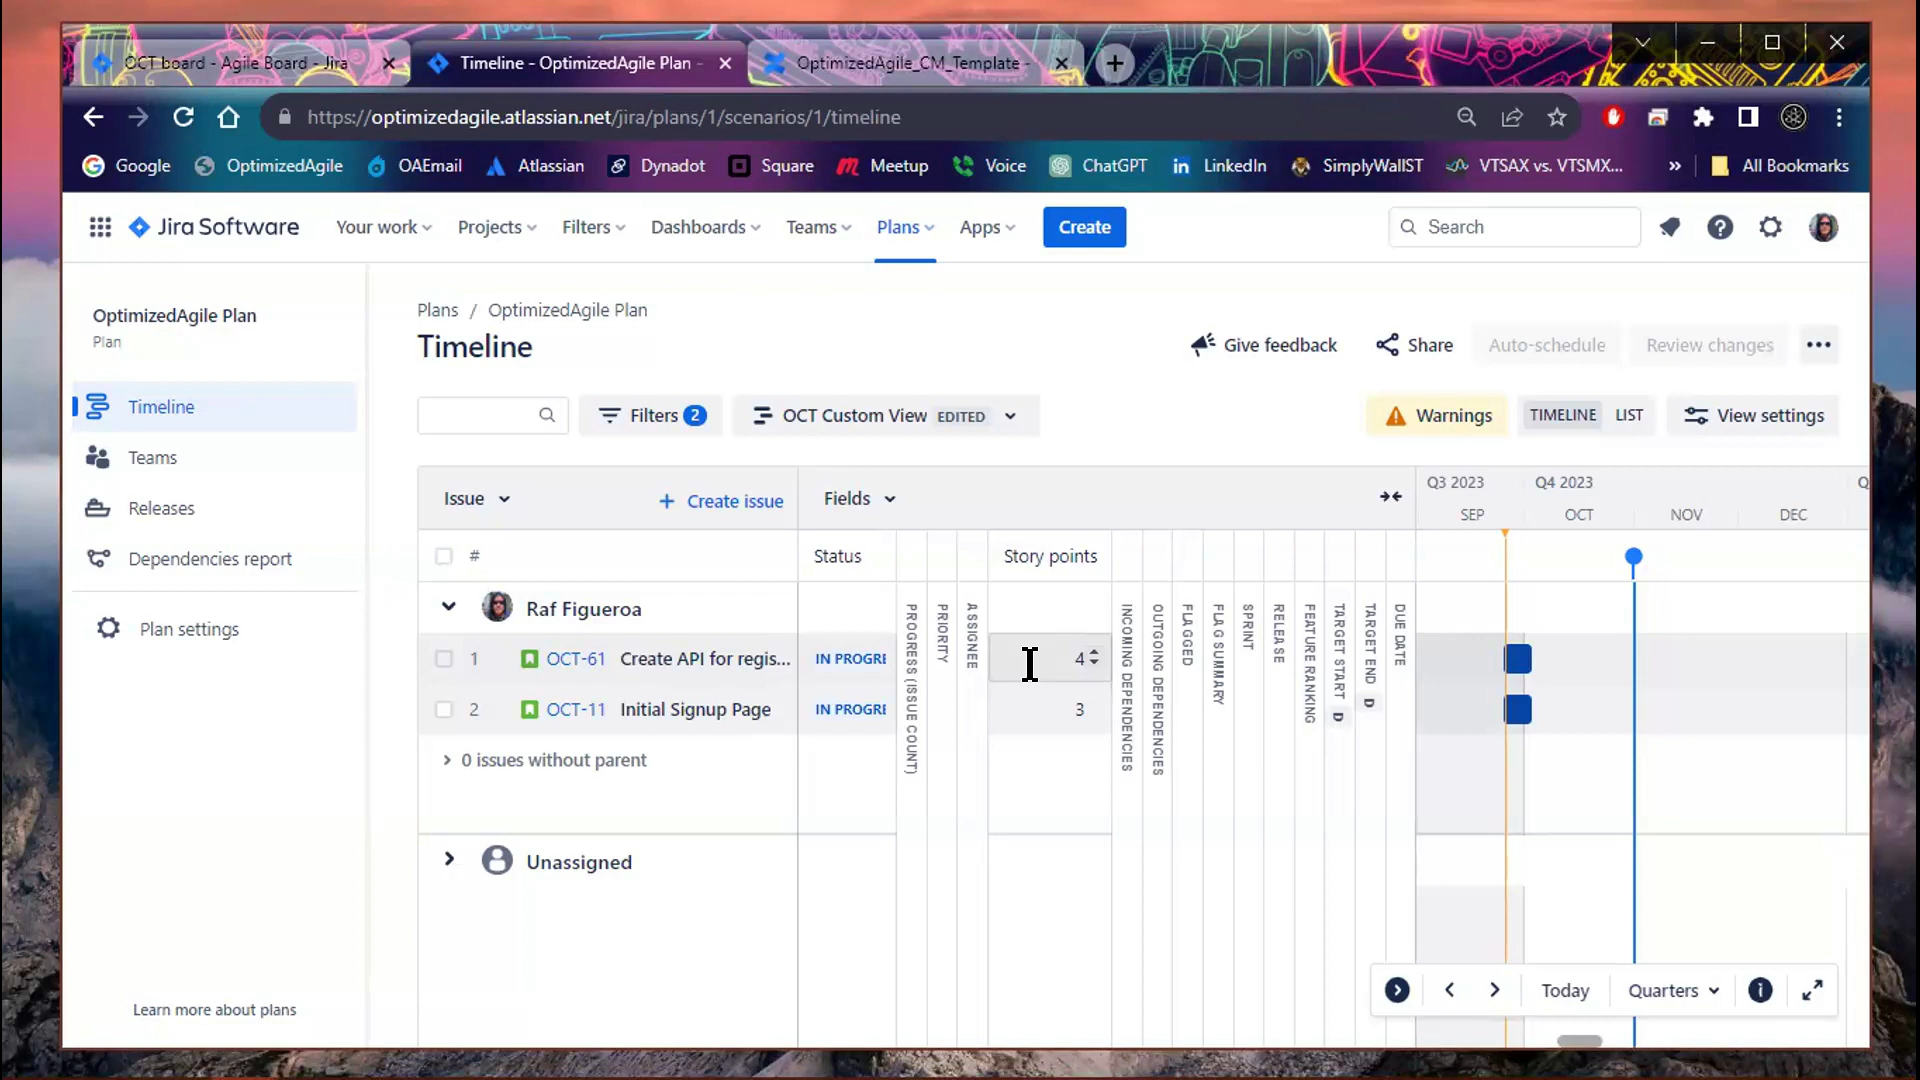 OCT board - Agile Board - Jira
Timeline - OptimizedAgile Plan -
OptimizedAgile_CM_Template -
https://optimizedagile.atlassian.net/jira/plans/1/scenarios/1/timeline
Google OptimizedAgile OAEmail Atlassian Dynadot Square Meetup Voice ChatGPT LinkedIn SimplyWallST VTSAX vs. VTSMX... » All Bookmarks
Jira Software Your work Projects Filters Dashboards Teams Plans Apps Create Search
OptimizedAgile Plan
Plan
Timeline
Teams
Releases
Dependencies report
Plan settings
Learn more about plans
Plans / OptimizedAgile Plan
Timeline
Give feedback Share Auto-schedule Review changes
Filters 2 OCT Custom View EDITED
Warnings TIMELINE LIST View settings
Issue + Create issue Fields
Q3 2023 Q4 2023 Q
SEP OCT NOV DEC
# Status Story points
PROGRESS (ISSUE COUNT)
PRIORITY
ASSIGNEE
INCOMING DEPENDENCIES
OUTGOING DEPENDENCIES
FLAGGED
FLAG SUMMARY
SPRINT
RELEASE
FEATURE RANKING
TARGET START D
TARGET END D
DUE DATE
Raf Figueroa
1 OCT-61 Create API for regis... IN PROGRE 4
2 OCT-11 Initial Signup Page IN PROGRE 3
0 issues without parent
Unassigned
Today Quarters